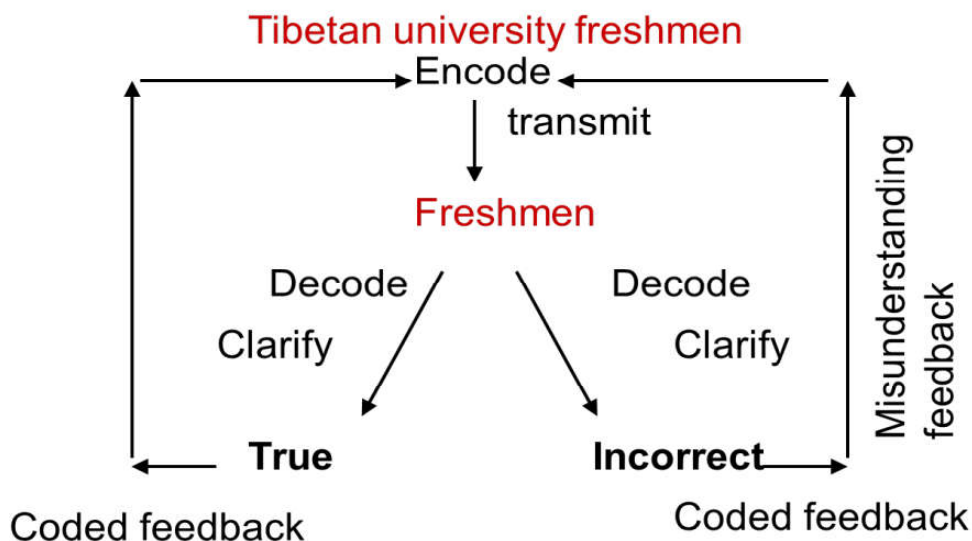 Tibetan university freshmen
Encode
transmit
Freshmen
Decode
Decode
Clarify
Clarify
Misunderstanding
feedback
True
Incorrect
Coded feedback
Coded feedback